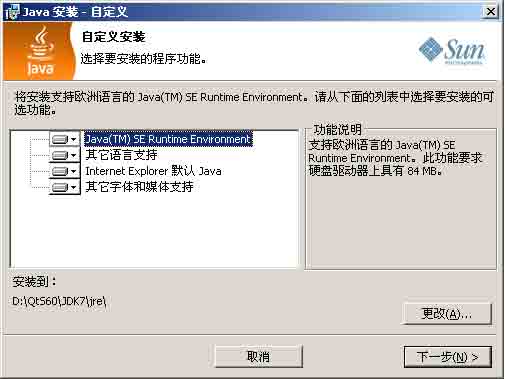 Java 安装 - 自定义
自定义安装
选择要安装的程序功能。
Java
Sun
microsystems
将安装支持欧洲语言的 Java(TM) SE Runtime Environment。请从下面的列表中选择要安装的可
选功能。
Java(TM) SE Runtime Environment
其它语言支持
Internet Explorer 默认 Java
其它字体和媒体支持
功能说明
支持欧洲语言的 Java(TM) SE
Runtime Environment。此功能要求
硬盘驱动器上具有 84 MB。
安装到：
D:\QtS60\JDK7\jre\
更改(A)...
取消
下一步(N) >